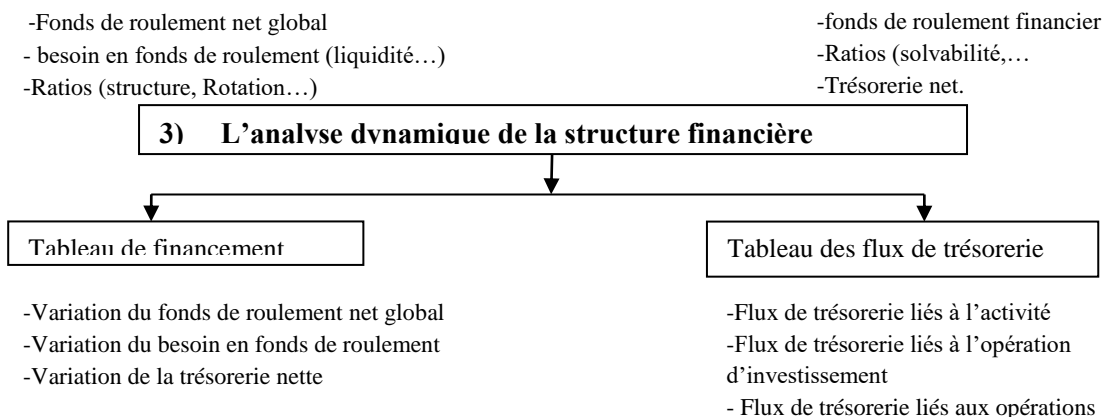 -Fonds de roulement net global
- besoin en fonds de roulement (liquidité…)
-Ratios (structure, Rotation…)
-fonds de roulement financier
-Ratios (solvabilité,…
-Trésorerie net.
3) L’analyse dynamique de la structure financière
Tableau de financement
-Variation du fonds de roulement net global
-Variation du besoin en fonds de roulement
-Variation de la trésorerie nette
Tableau des flux de trésorerie
-Flux de trésorerie liés à l’activité
-Flux de trésorerie liés à l’opération
d’investissement
- Flux de trésorerie liés aux opérations